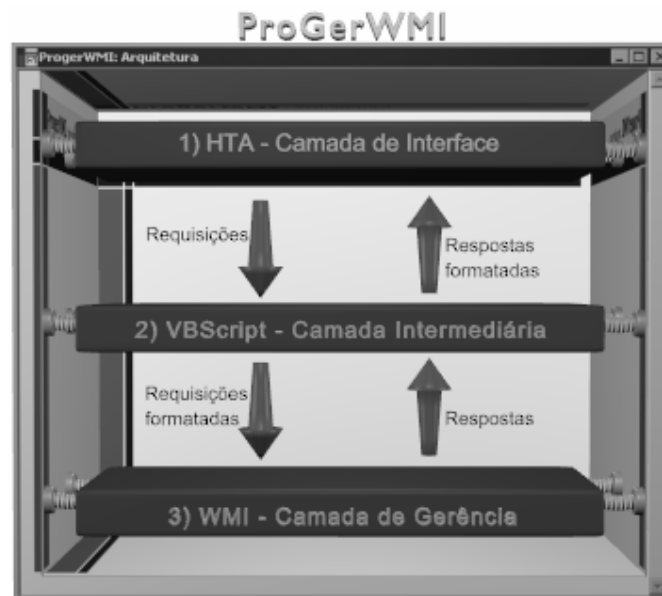 ProGerWMI
ProgerWMI: Arquitetura
1) HTA - Camada de Interface
Requisições
Respostas
formatadas
2) VBScript - Camada Intermediária
Requisições
formatadas
Respostas
3) WMI - Camada de Gerência